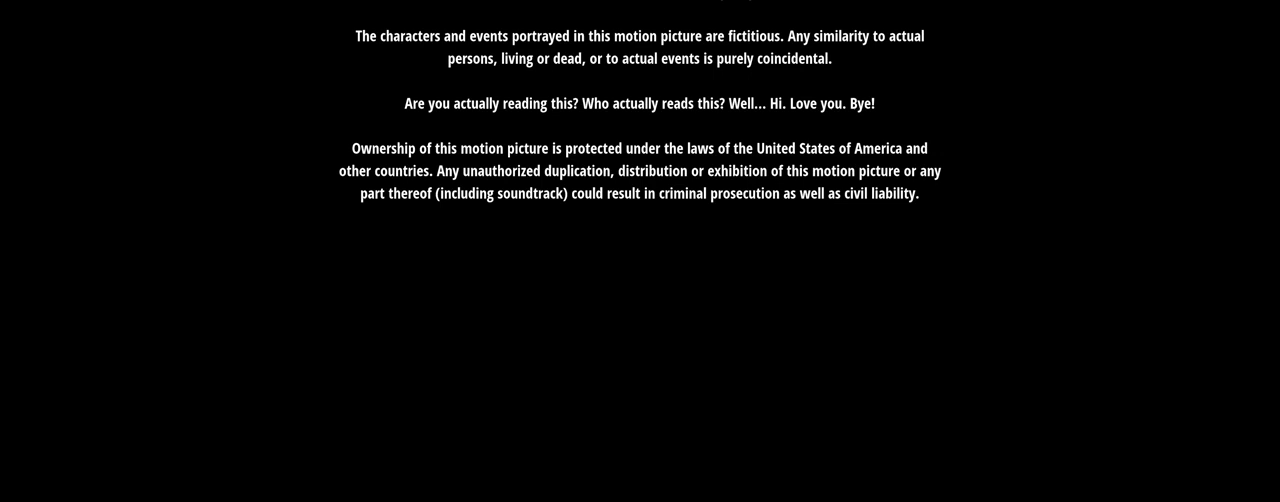 The characters and events portrayed in this motion picture are fictitious. Any similarity to actual
persons, living or dead, or to actual events is purely coincidental.
Are you actually reading this? Who actually reads this? Well... Hi. Love you. Bye!
Ownership of this motion picture is protected under the laws of the United States of America and
other countries. Any unauthorized duplication, distribution or exhibition of this motion picture or any
part thereof (including soundtrack) could result in criminal prosecution as well as civil liability.